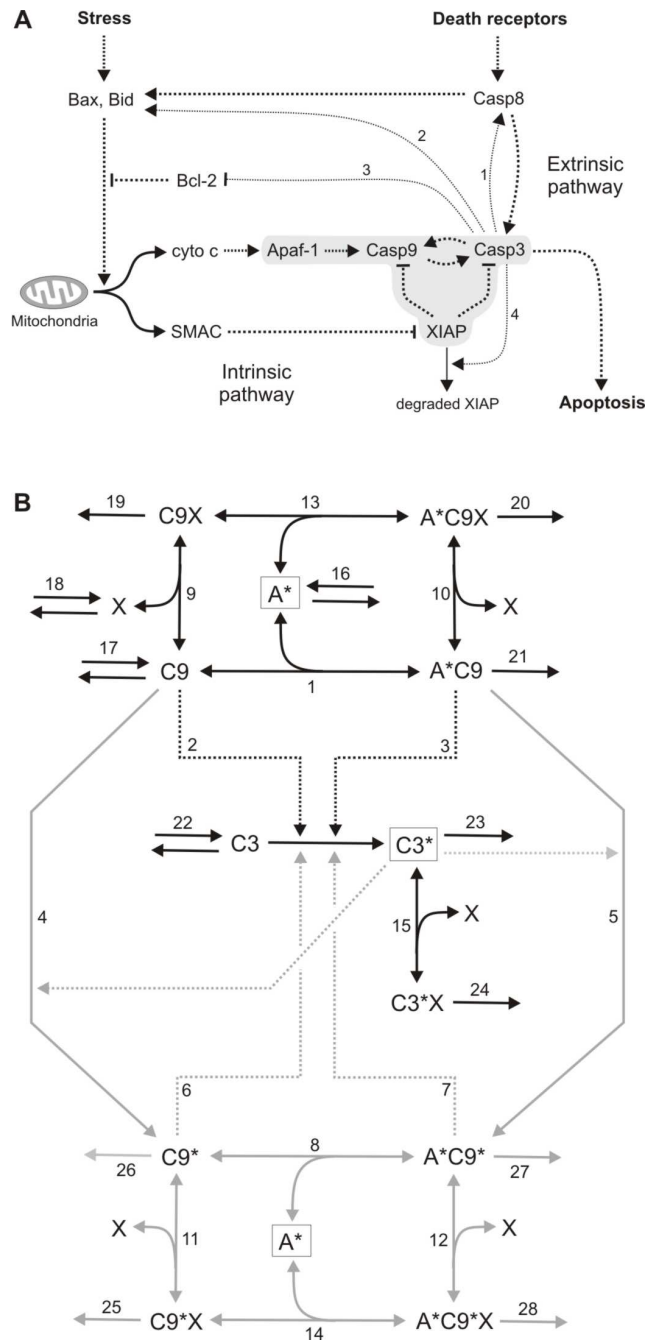 A
Stress
Death receptors
Bax, Bid
Casp8
2
1
Extrinsic
pathway
Bcl-2
3
cyto c
Apaf-1
Casp9
Casp3
Mitochondria
SMAC
XIAP
4
Intrinsic
pathway
degraded XIAP
Apoptosis
B
19
C9X
13
A*C9X
20
18
X
9
A*
16
10
X
17
C9
1
A*C9
21
2
3
22
C3
C3*
23
4
15
X
5
C3*X
24
6
7
26
C9*
8
A*C9*
27
X
11
A*
12
X
25
C9*X
14
A*C9*X
28